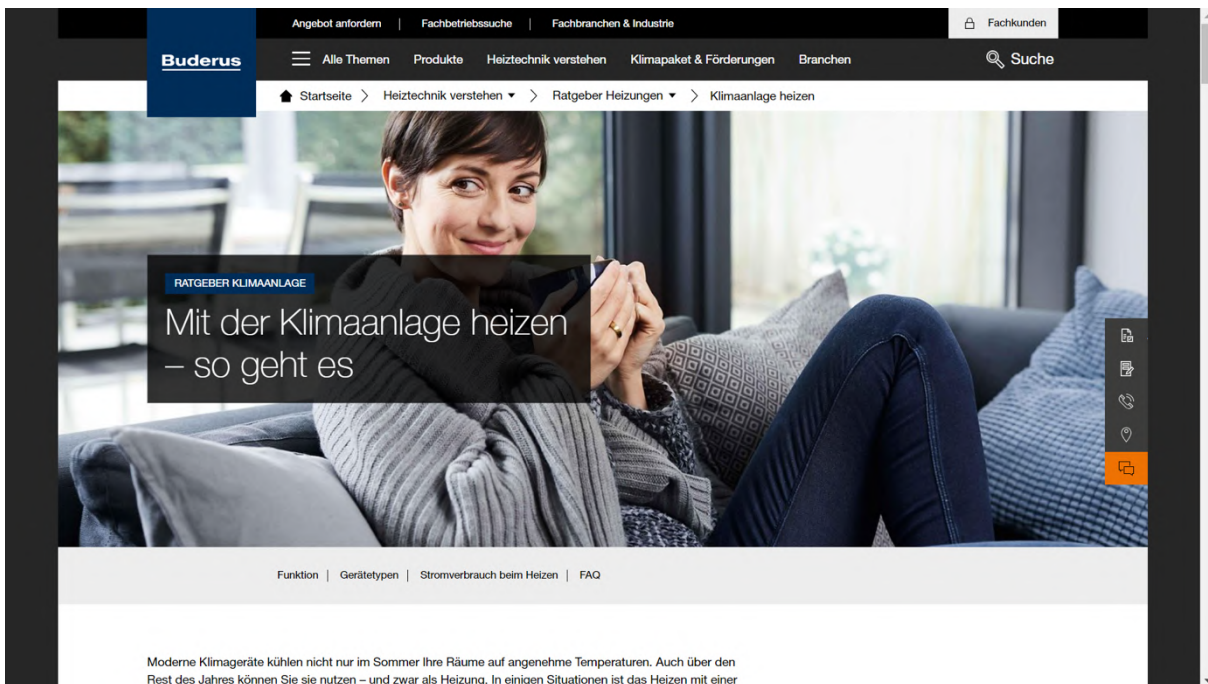 Angebot anfordern | Fachbetriebssuche | Fachbranchen & Industrie
Fachkunden
Buderus
Alle Themen Produkte Heiztechnik verstehen Klimapaket & Förderungen Branchen
Suche
Startseite > Heiztechnik verstehen > Ratgeber Heizungen > Klimaanlage heizen
RATGEBER KLIMAANLAGE
Mit der Klimaanlage heizen
– so geht es
Funktion | Gerätetypen | Stromverbrauch beim Heizen | FAQ
Moderne Klimageräte kühlen nicht nur im Sommer Ihre Räume auf angenehme Temperaturen. Auch über den
Rest des Jahres können Sie sie nutzen – und zwar als Heizung. In einigen Situationen ist das Heizen mit einer